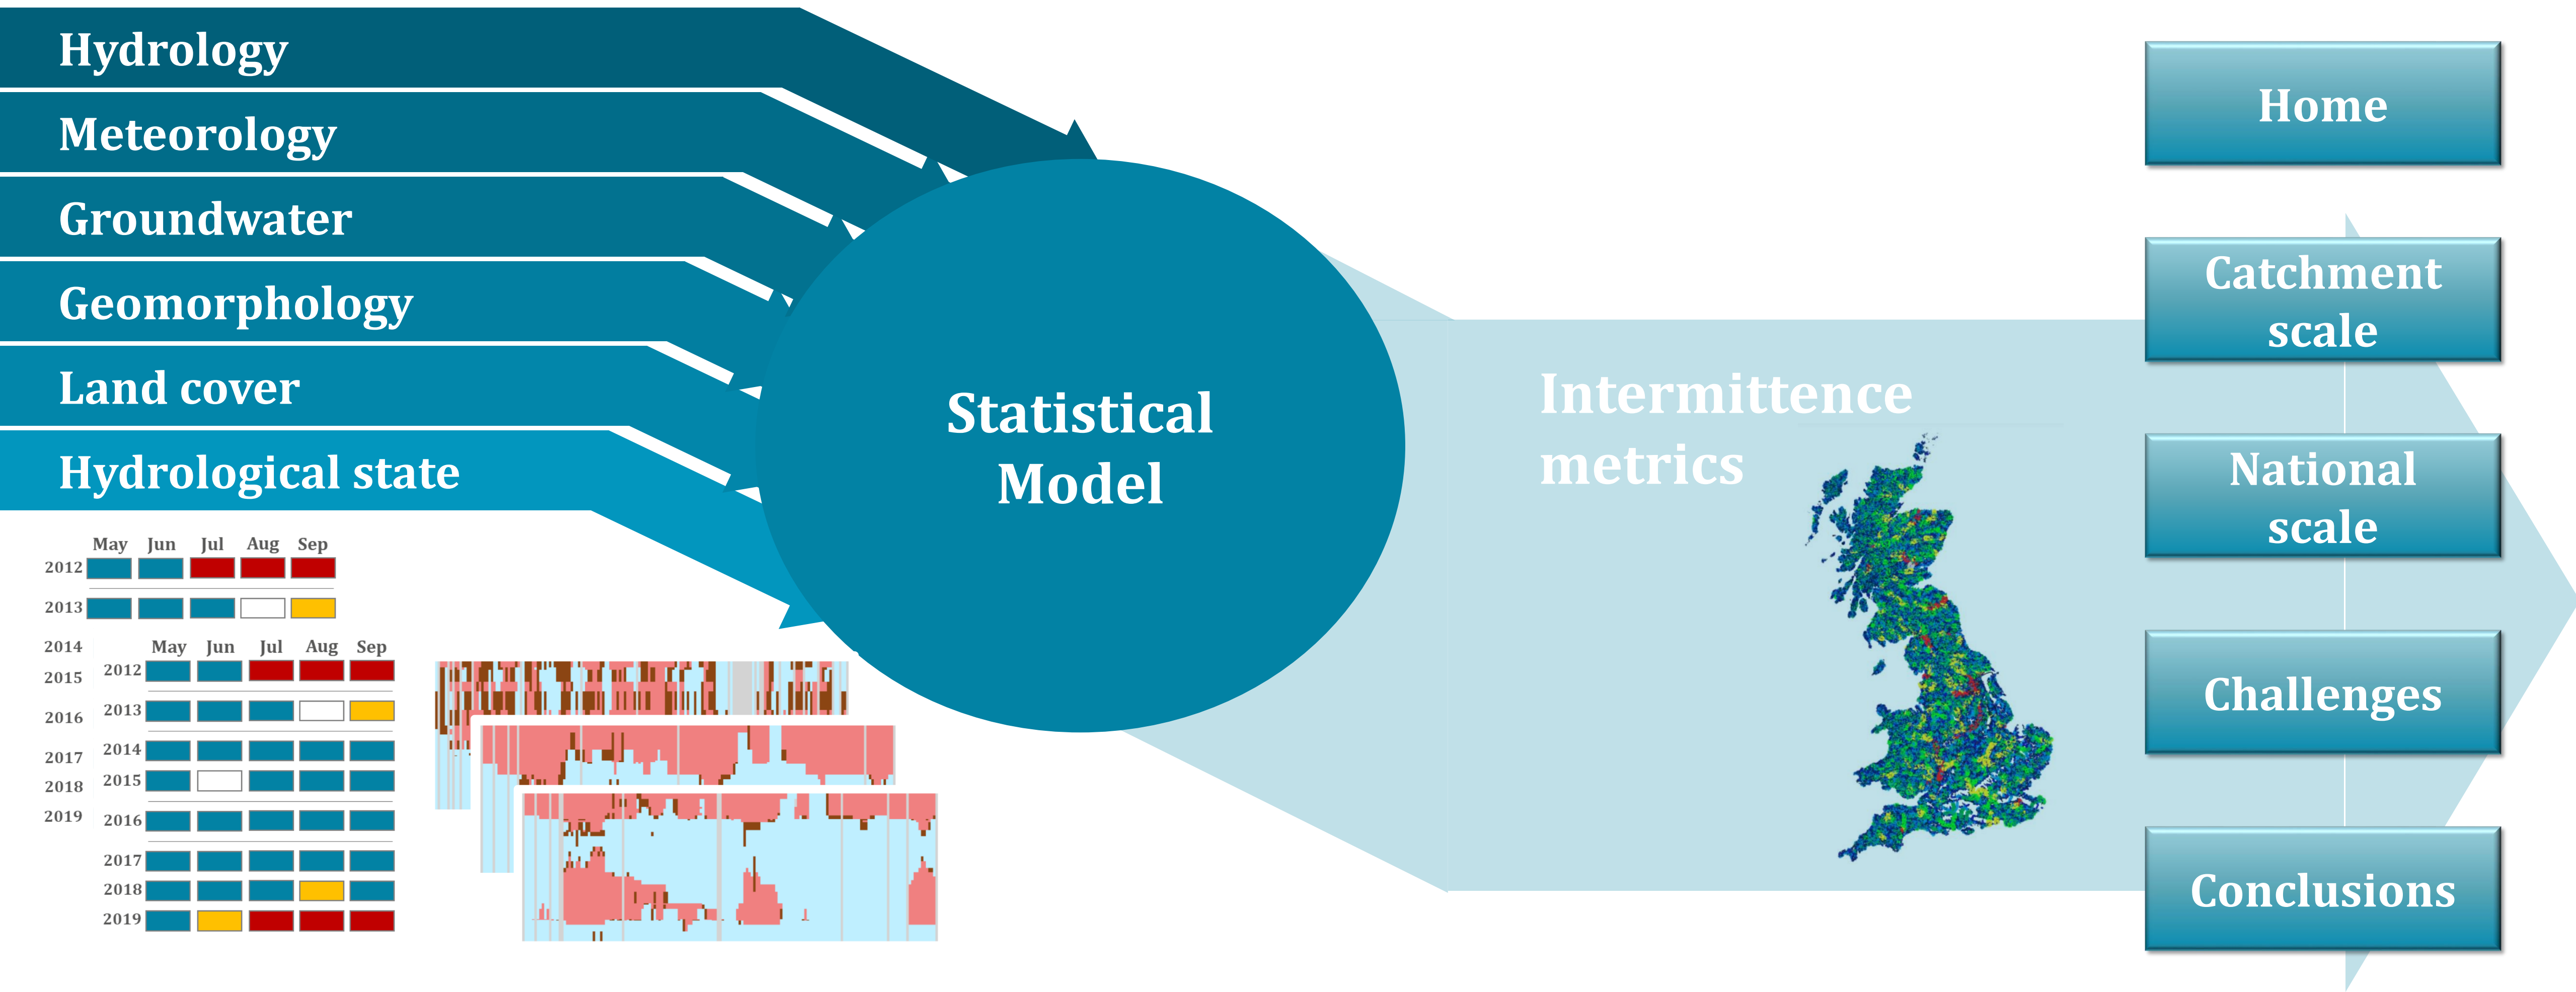 Hydrology
Meteorology
Groundwater
Geomorphology
Land cover
Hydrological state
Statistical
Model
Intermittence
metrics
Home
Catchment
scale
National
scale
Challenges
Conclusions
May Jun Jul Aug Sep
2012
2013
2014
2015
2016
2017
2018
2019
May Jun Jul Aug Sep
2012
2013
2014
2015
2016
2017
2018
2019